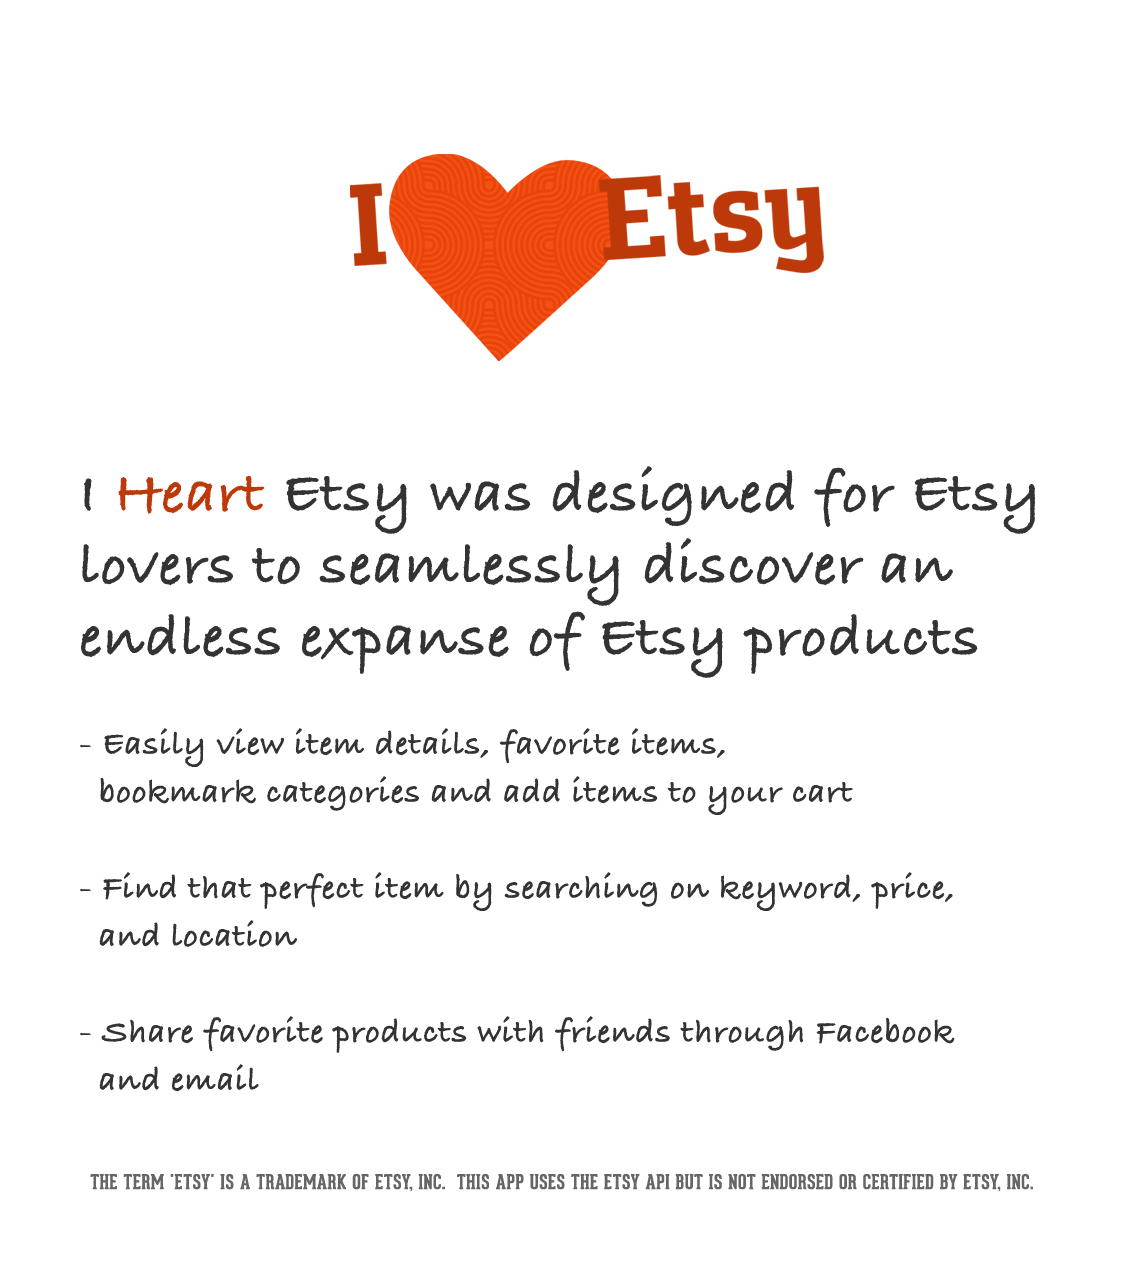 I Etsy
I Heart Etsy was designed for Etsy
lovers to seamlessly discover an
endless expanse of Etsy products
- Easily view item details, favorite items,
bookmark categories and add items to your cart
- Find that perfect item by searching on keyword, price,
and location
- Share favorite products with friends through Facebook
and email
THE TERM 'ETSY' IS A TRADEMARK OF ETSY, INC. THIS APP USES THE ETSY API BUT IS NOT ENDORSED OR CERTIFIED BY ETSY, INC.